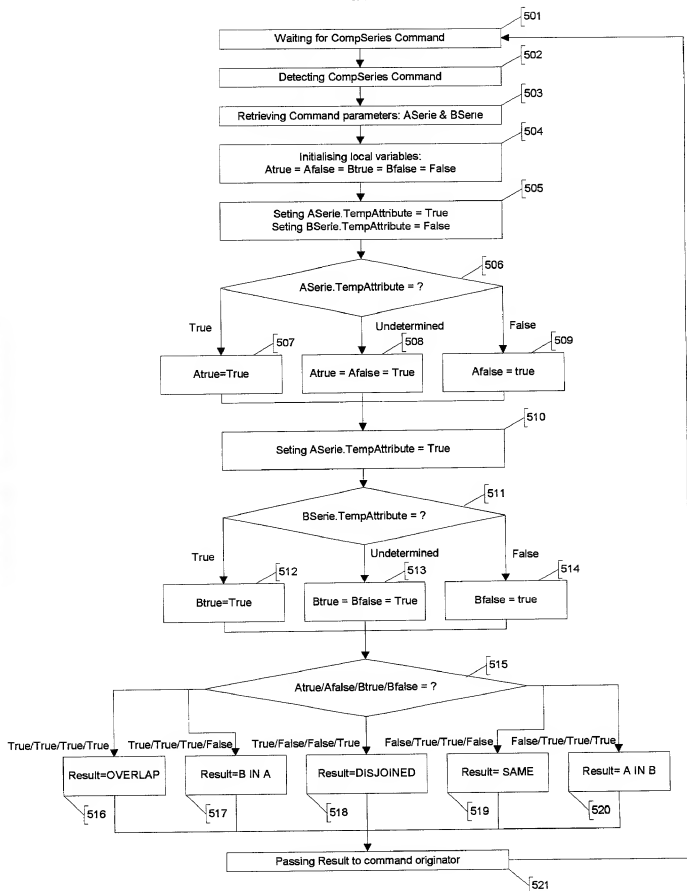 501
Waiting for CompSeries Command
502
Detecting CompSeries Command
503
Retrieving Command parameters: ASerie & BSerie
504
Initialising local variables:
Atrue = Afalse = Btrue = Bfalse = False
505
Seting ASerie.TempAttribute = True
Seting BSerie.TempAttribute = False
506
ASerie.TempAttribute = ?
True
Undetermined
False
507
508
509
Atrue=True
Atrue = Afalse = True
Afalse = true
510
Seting ASerie.TempAttribute = True
511
BSerie.TempAttribute = ?
True
Undetermined
False
512
513
514
Btrue=True
Btrue = Bfalse = True
Bfalse = true
515
Atrue/Afalse/Btrue/Bfalse = ?
True/True/True/True
True/True/True/False
True/False/False/True
False/True/True/False
False/True/True/True
Result=OVERLAP
Result=B IN A
Result=DISJOINED
Result= SAME
Result= A IN B
516
517
518
519
520
Passing Result to command originator
521